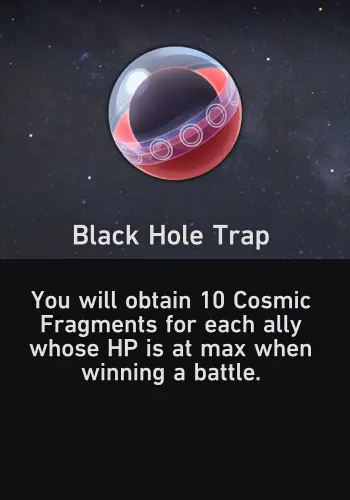 Black Hole Trap
You will obtain 10 Cosmic
Fragments for each ally
whose HP is at max when
winning a battle.